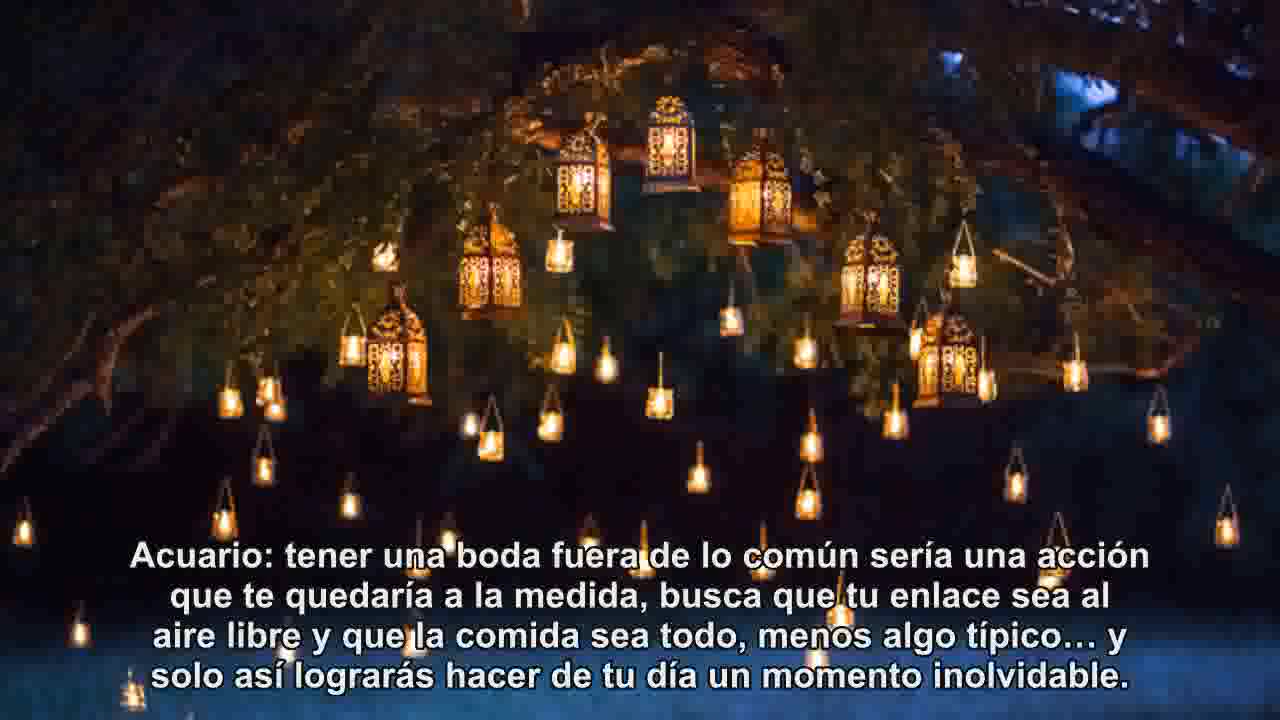 Acuario: tener una boda fuera de lo común sería una acción
que te quedaría a la medida, busca que tu enlace sea al
aire libre y que la comida sea todo, menos algo típico… y
solo así lograrás hacer de tu día un momento inolvidable.